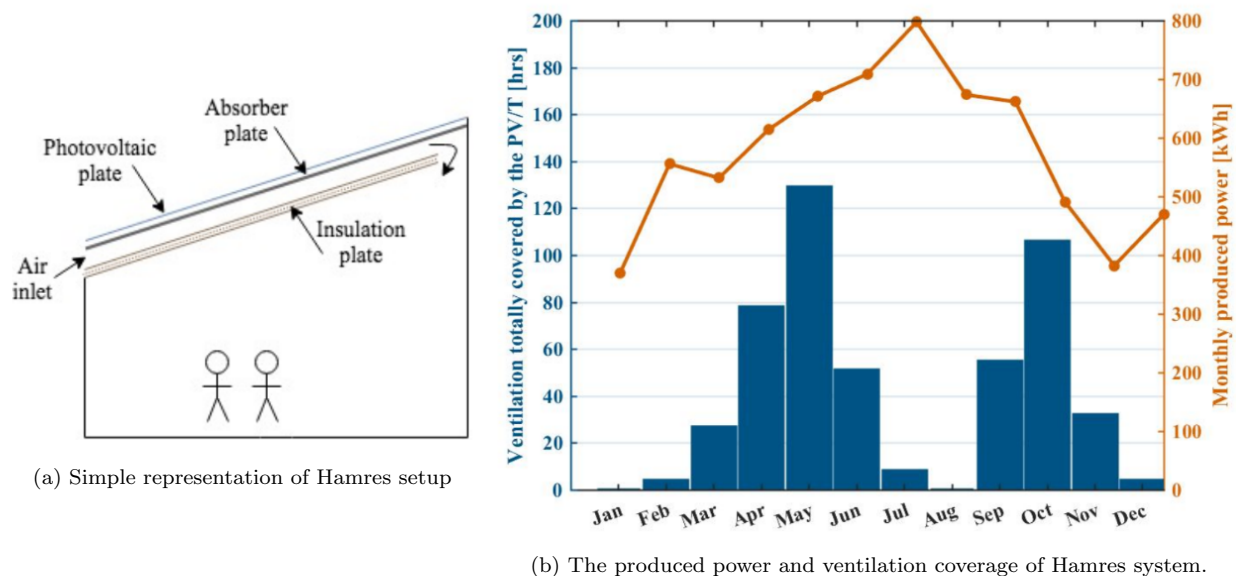 Absorber
plate
Photovoltaic
plate
Insulation
plate
Air
inlet
(a) Simple representation of Hamres setup
Ventilation totally covered by the PV/T [hrs]
200
180
160
140
120
100
80
60
40
20
0
Jan Feb Mar Apr May Jun Jul Aug Sep Oct Nov Dec
800
700
600
500
400
300
200
100
0
Monthly produced power [kWh]
(b) The produced power and ventilation coverage of Hamres system.